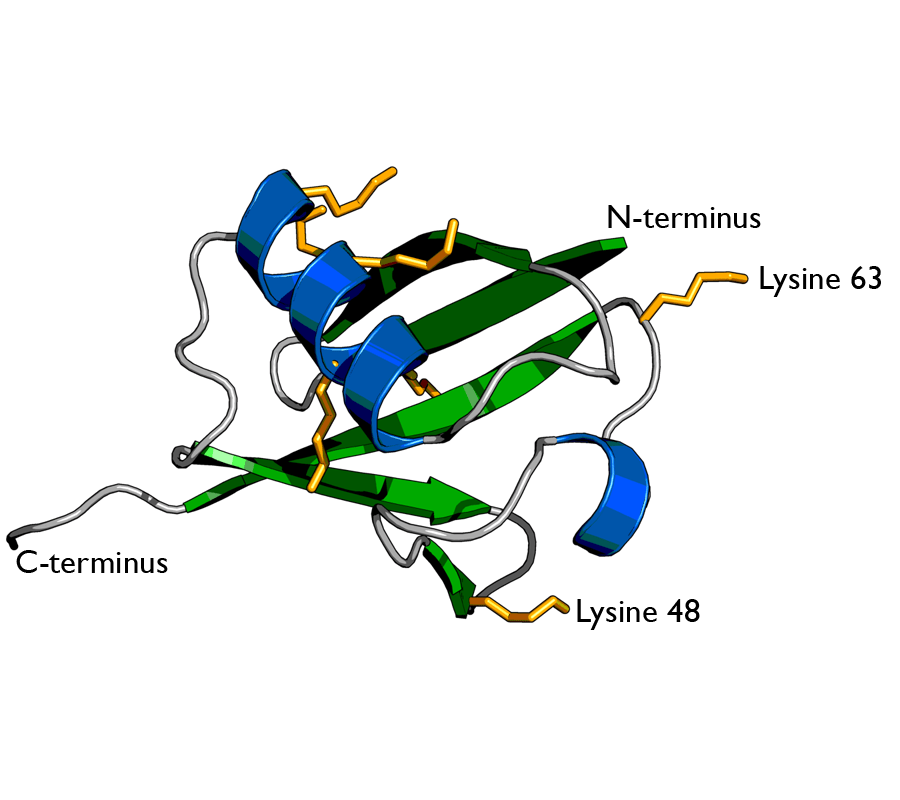 N-terminus
Lysine 63
C-terminus
Lysine 48